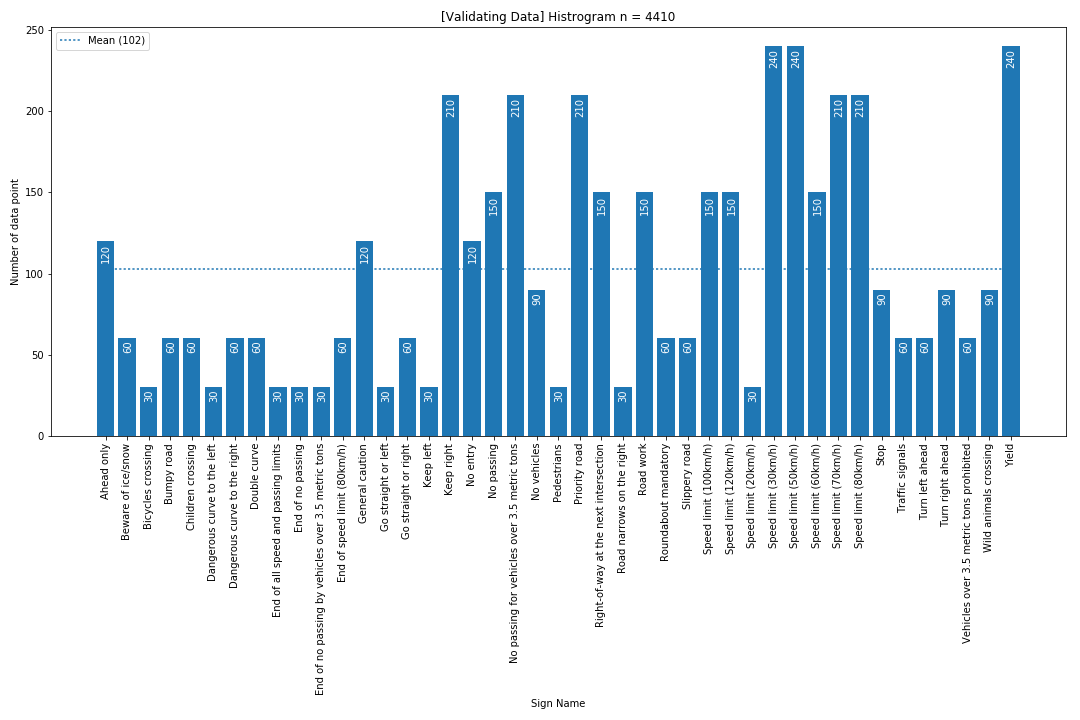 [Validating Data] Histrogram n = 4410
Mean (102)
Number of data point
250
200
150
100
50
0
120
60
30
60
60
30
60
60
30
30
30
60
120
30
60
30
210
120
150
210
90
30
210
150
30
150
60
60
150
150
30
240
240
150
210
210
90
60
60
90
60
90
240
Ahead only
Beware of ice/snow
Bicycles crossing
Bumpy road
Children crossing
Dangerous curve to the left
Dangerous curve to the right
Double curve
End of all speed and passing limits
End of no passing
End of no passing by vehicles over 3.5 metric tons
End of speed limit (80km/h)
General caution
Go straight or left
Go straight or right
Keep left
Keep right
No entry
No passing
No passing for vehicles over 3.5 metric tons
No vehicles
Pedestrians
Priority road
Right-of-way at the next intersection
Road narrows on the right
Road work
Roundabout mandatory
Slippery road
Speed limit (100km/h)
Speed limit (120km/h)
Speed limit (20km/h)
Speed limit (30km/h)
Speed limit (50km/h)
Speed limit (60km/h)
Speed limit (70km/h)
Speed limit (80km/h)
Stop
Traffic signals
Turn left ahead
Turn right ahead
Vehicles over 3.5 metric tons prohibited
Wild animals crossing
Yield
Sign Name